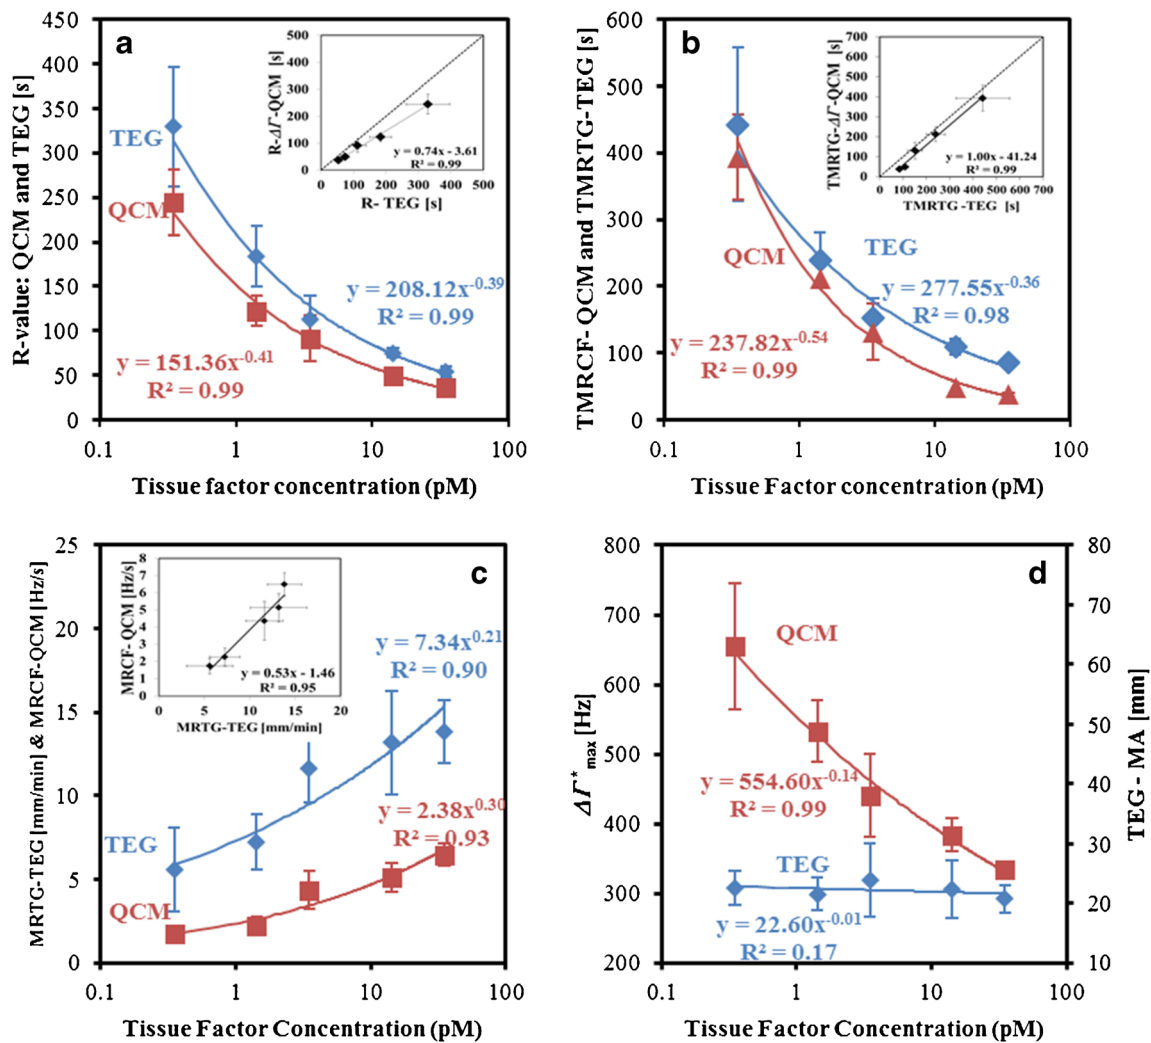 a
R-value: QCM and TEG [s]
450
400
350
300
250
200
150
100
50
0
0.1 1 10 100
Tissue factor concentration (pM)
TEG
QCM
y = 208.12x^-0.39
R² = 0.99
y = 151.36x^-0.41
R² = 0.99
R-ΔΓ-QCM [s]
500
400
300
200
100
0
0 100 200 300 400 500
R- TEG [s]
y = 0.74x - 3.61
R² = 0.99
b
TMRCF- QCM and TMRTG-TEG [s]
600
500
400
300
200
100
0
0.1 1 10 100
Tissue Factor concentration (pM)
QCM
TEG
y = 277.55x^-0.36
R² = 0.98
y = 237.82x^-0.54
R² = 0.99
TMRTG-ΔΓ-QCM [s]
700
600
500
400
300
200
100
0
0 100 200 300 400 500 600 700
TMRTG -TEG [s]
y = 1.00x - 41.24
R² = 0.99
c
MRTG-TEG [mm/min] & MRCF-QCM [Hz/s]
25
20
15
10
5
0
0.1 1 10 100
Tissue Factor Concentration (pM)
TEG
QCM
y = 7.34x^0.21
R² = 0.90
y = 2.38x^0.30
R² = 0.93
MRCF- QCM [Hz/s]
8
7
6
5
4
3
2
1
0
0 5 10 15 20
MRTG-TEG [mm/min]
y = 0.53x - 1.46
R² = 0.95
d
ΔΓ*max [Hz]
800
700
600
500
400
300
200
0.1 1 10 100
Tissue Factor Concentration (pM)
TEG - MA [mm]
80
70
60
50
40
30
20
10
QCM
y = 554.60x^-0.14
R² = 0.99
TEG
y = 22.60x^-0.01
R² = 0.17